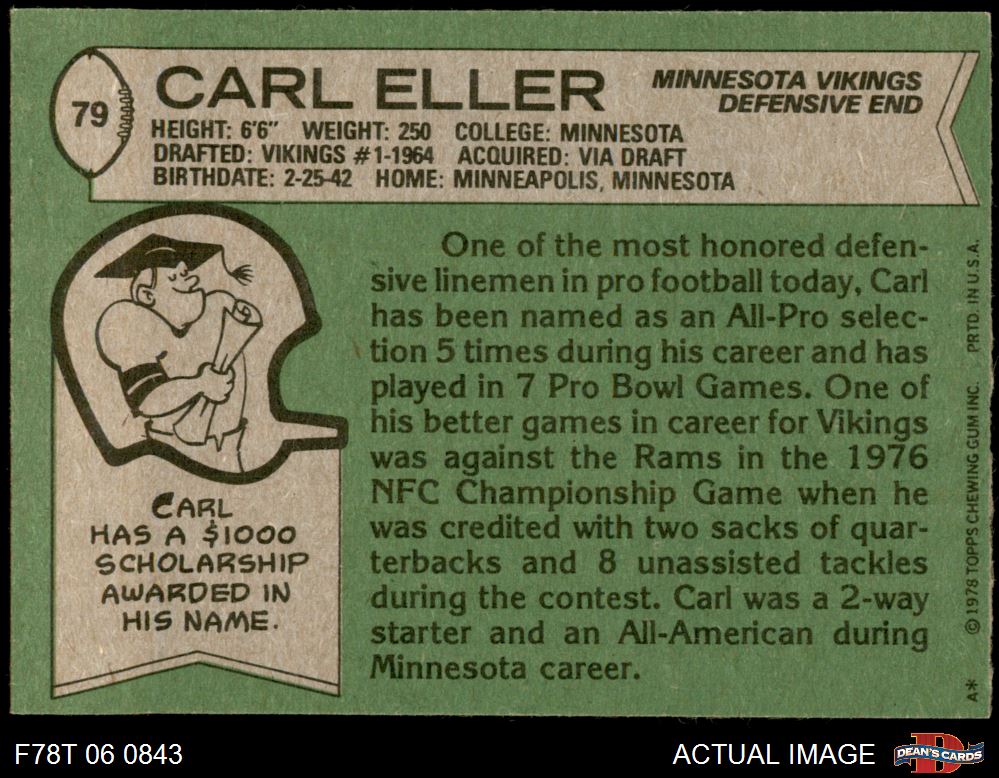 79
CARL ELLER
MINNESOTA VIKINGS
DEFENSIVE END
HEIGHT: 6'6" WEIGHT: 250 COLLEGE: MINNESOTA
DRAFTED: VIKINGS #1-1964 ACQUIRED: VIA DRAFT
BIRTHDATE: 2-25-42 HOME: MINNEAPOLIS, MINNESOTA
CARL
HAS A $1000
SCHOLARSHIP
AWARDED IN
HIS NAME.
One of the most honored defen-
sive linemen in pro football today, Carl
has been named as an All-Pro selec-
tion 5 times during his career and has
played in 7 Pro Bowl Games. One of
his better games in career for Vikings
was against the Rams in the 1976
NFC Championship Game when he
was credited with two sacks of quar-
terbacks and 8 unassisted tackles
during the contest. Carl was a 2-way
starter and an All-American during
Minnesota career.
A* © 1978 TOPPS CHEWING GUM INC. PRTD. IN U.S.A.
F78T 06 0843
ACTUAL IMAGE
D
DEAN'S CARDS